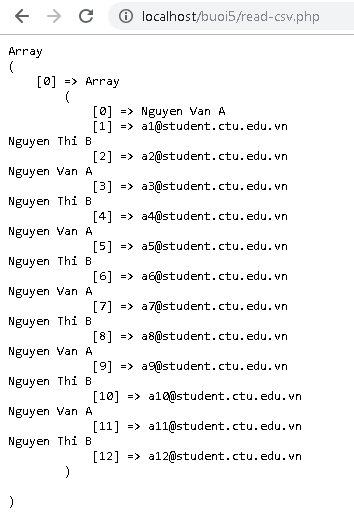 localhost/buoi5/read-csv.php
Array
(
[0] => Array
(
[0] => Nguyen Van A
[1] => a1@student.ctu.edu.vn
Nguyen Thi B
[2] => a2@student.ctu.edu.vn
Nguyen Van A
[3] => a3@student.ctu.edu.vn
Nguyen Thi B
[4] => a4@student.ctu.edu.vn
Nguyen Van A
[5] => a5@student.ctu.edu.vn
Nguyen Thi B
[6] => a6@student.ctu.edu.vn
Nguyen Van A
[7] => a7@student.ctu.edu.vn
Nguyen Thi B
[8] => a8@student.ctu.edu.vn
Nguyen Van A
[9] => a9@student.ctu.edu.vn
Nguyen Thi B
[10] => a10@student.ctu.edu.vn
Nguyen Van A
[11] => a11@student.ctu.edu.vn
Nguyen Thi B
[12] => a12@student.ctu.edu.vn
)
)